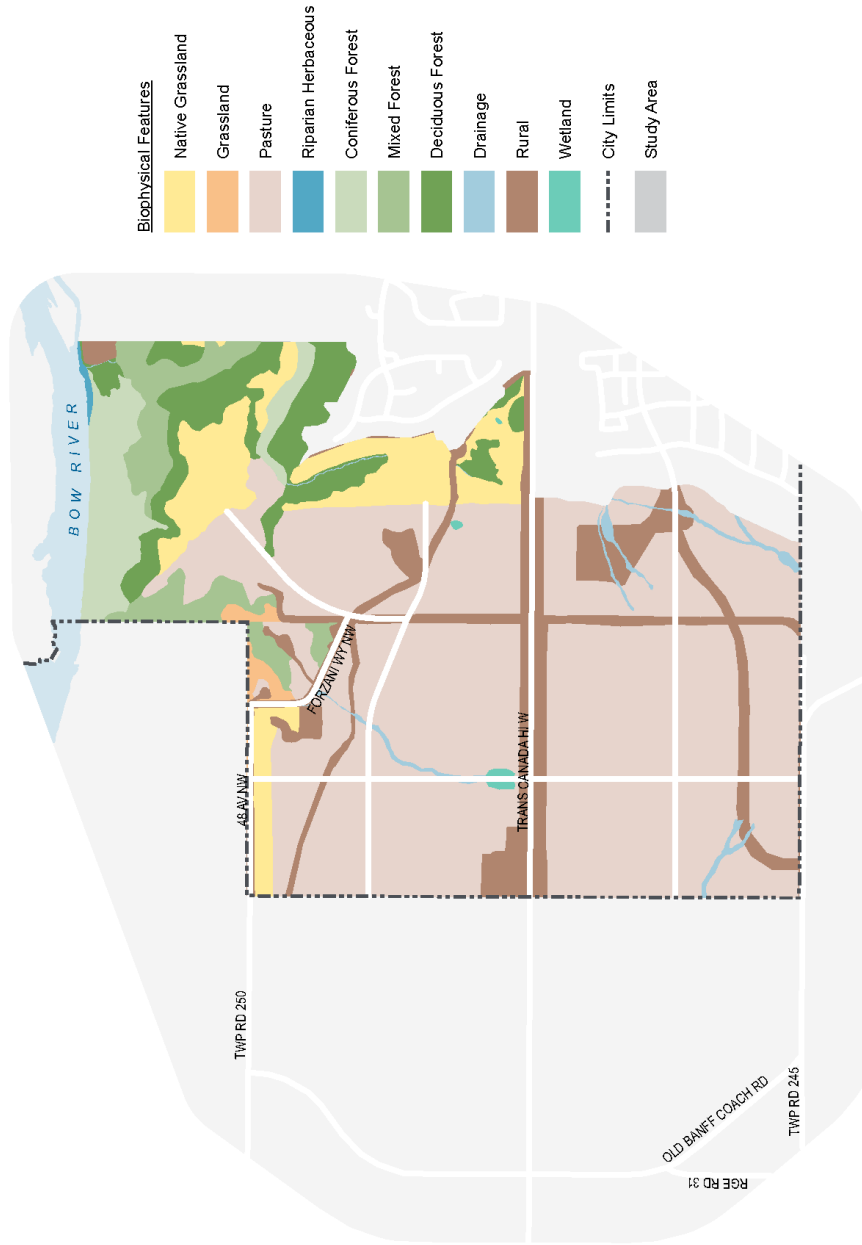 Biophysical Features
Native Grassland
Grassland
Pasture
Riparian Herbaceous
Coniferous Forest
Mixed Forest
Deciduous Forest
Drainage
Rural
Wetland
City Limits
Study Area
BOW RIVER
FORZANI WY NW
48 AV NW
TRANS CANADA HI W
TWP RD 250
OLD BANFF COACH RD
TWP RD 245
RGE RD 31